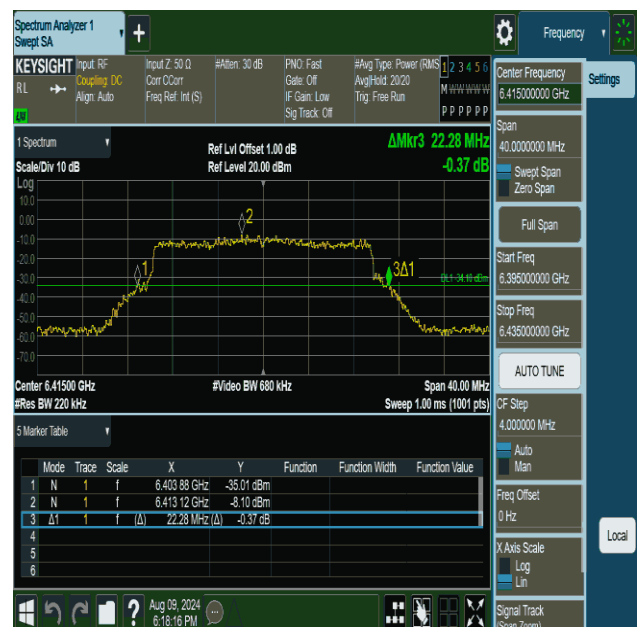 Spectrum Analyzer 1
Swept SA
+
Frequency
KEYSIGHT Input: RF Input Z: 50 Ω #Atten: 30 dB PNO: Fast #Avg Type: Power (RMS 1 2 3 4 5 6
RL Coupling: DC Corr CCorr Gate: Off Avg|Hold: 20/20 M W W W W W
Align: Auto Freq Ref: Int (S) IF Gain: Low Trig: Free Run
Sig Track: Off P P P P P P
1 Spectrum
Ref Lvl Offset 1.00 dB ΔMkr3 22.28 MHz
Scale/Div 10 dB Ref Level 20.00 dBm -0.37 dB
Log
10.0
0.00
-10.0
-20.0
-30.0
-40.0
-50.0
-60.0
-70.0
2
1
3Δ1
DL1 -34.10 dBm
Center 6.41500 GHz #Video BW 680 kHz Span 40.00 MHz
#Res BW 220 kHz Sweep 1.00 ms (1001 pts)
5 Marker Table
Mode Trace Scale X Y Function Function Width Function Value
1 N 1 f 6.403 88 GHz -35.01 dBm
2 N 1 f 6.413 12 GHz -8.10 dBm
3 Δ1 1 f (Δ) 22.28 MHz (Δ) -0.37 dB
4
5
6
?
Aug 09, 2024
6:18:16 PM
Center Frequency
6.415000000 GHz
Span
40.0000000 MHz
Swept Span
Zero Span
Full Span
Start Freq
6.395000000 GHz
Stop Freq
6.435000000 GHz
AUTO TUNE
CF Step
4.000000 MHz
Auto
Man
Freq Offset
0 Hz
X Axis Scale
Log
Lin
Signal Track
(Span Zoom)
Settings
Local